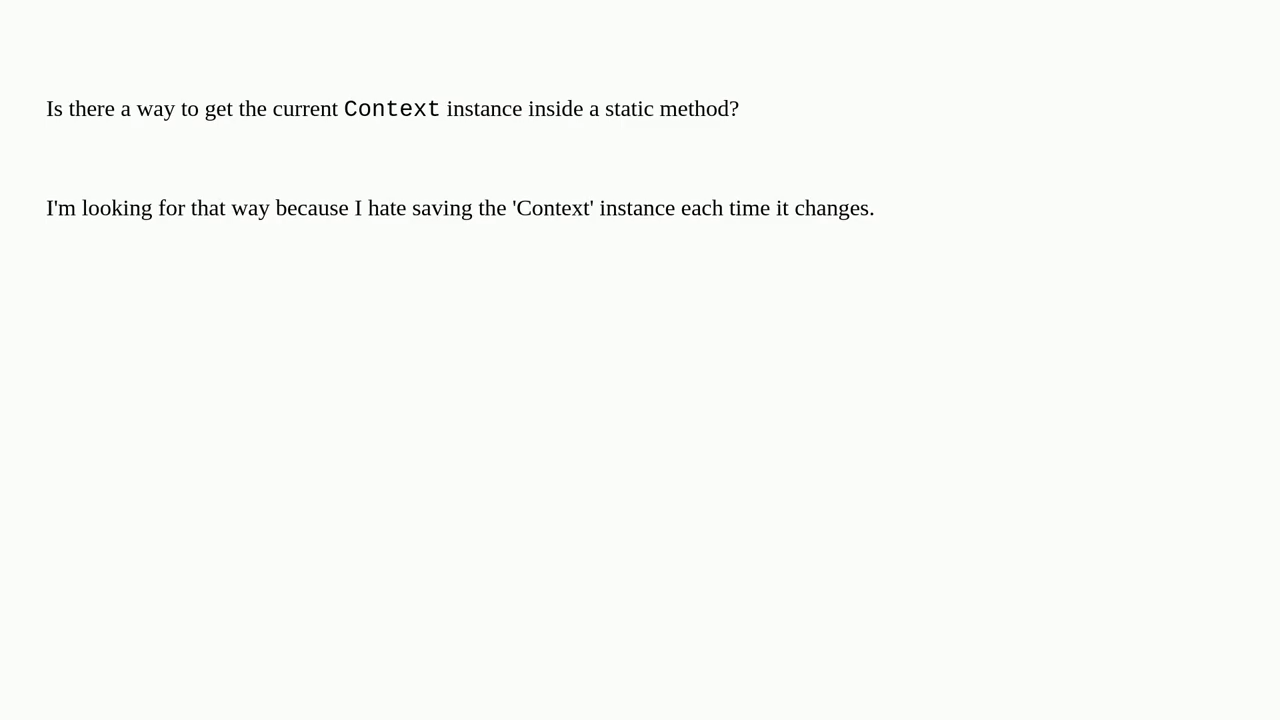 Is there a way to get the current Context instance inside a static method?
I'm looking for that way because I hate saving the 'Context' instance each time it changes.